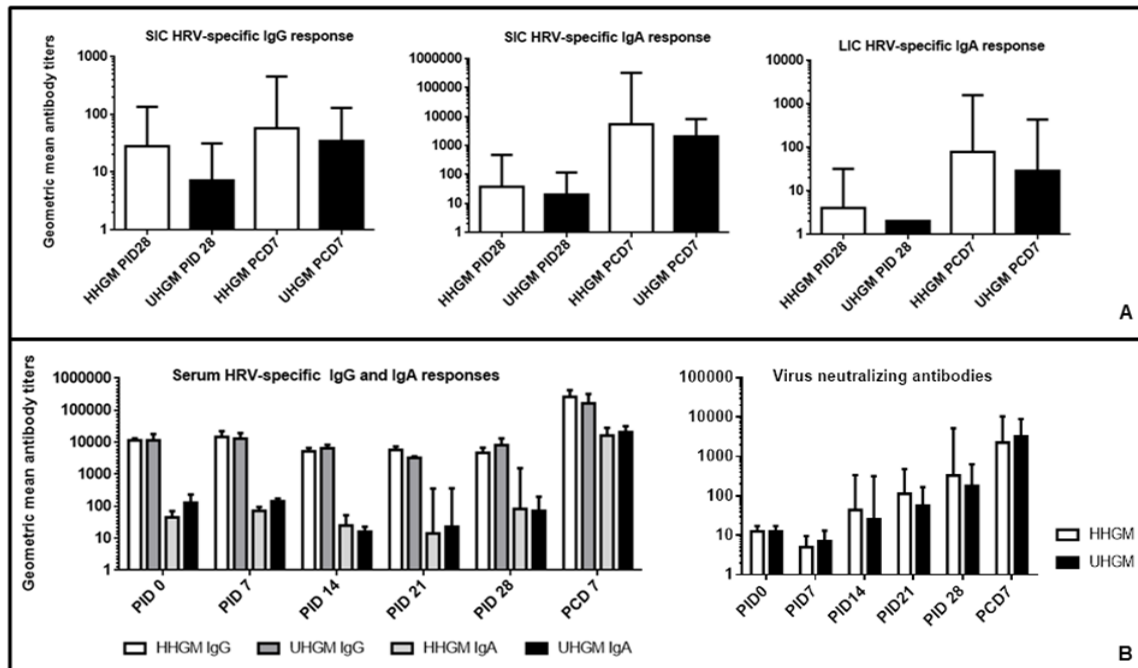 SIC HRV-specific IgG response
Geometric mean antibody titers
1000
100
10
1
HHGM PID28
UHGM PID 28
HHGM PCD7
UHGM PCD7
SIC HRV-specific IgA response
1000000
100000
10000
1000
100
10
1
HHGM PID28
UHGM PID28
HHGM PCD7
UHGM PCD7
LIC HRV-specific IgA response
10000
1000
100
10
1
HHGM PID28
UHGM PID 28
HHGM PCD7
UHGM PCD7
A
Serum HRV-specific IgG and IgA responses
Geometric mean antibody titers
1000000
100000
10000
1000
100
10
1
PID 0
PID 7
PID 14
PID 21
PID 28
PCD 7
HHGM IgG
UHGM IgG
HHGM IgA
UHGM IgA
Virus neutralizing antibodies
100000
10000
1000
100
10
1
PID0
PID7
PID14
PID21
PID 28
PCD7
HHGM
UHGM
B